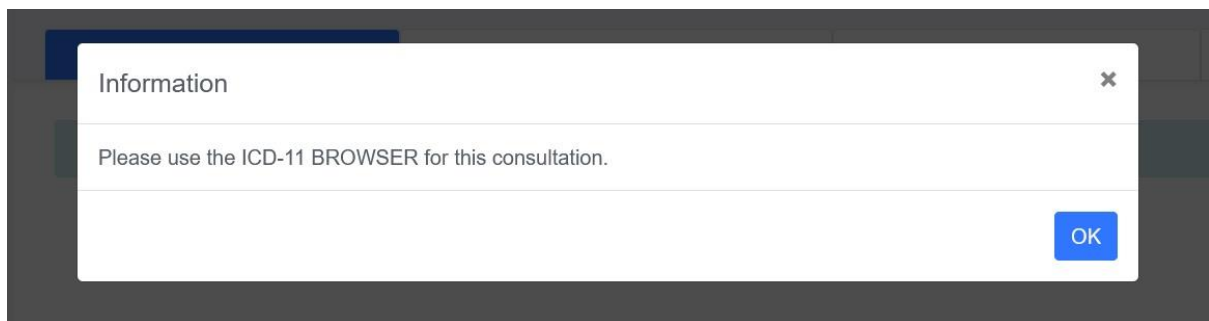 Information
Please use the ICD-11 BROWSER for this consultation.
OK